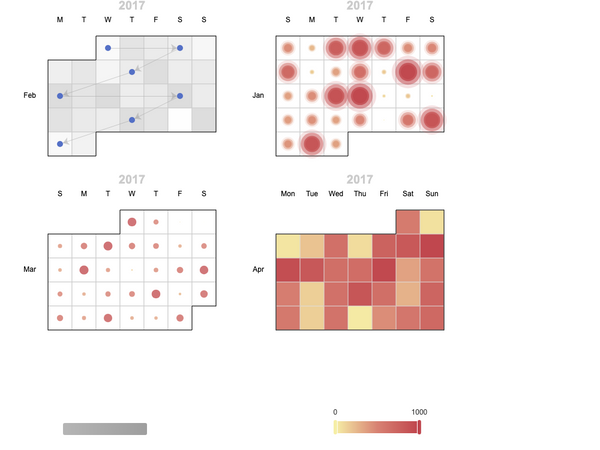 2017
M T W T F S S
Feb
2017
S M T W T F S
Jan
2017
S M T W T F S
Mar
2017
Mon Tue Wed Thu Fri Sat Sun
Apr
0 1000